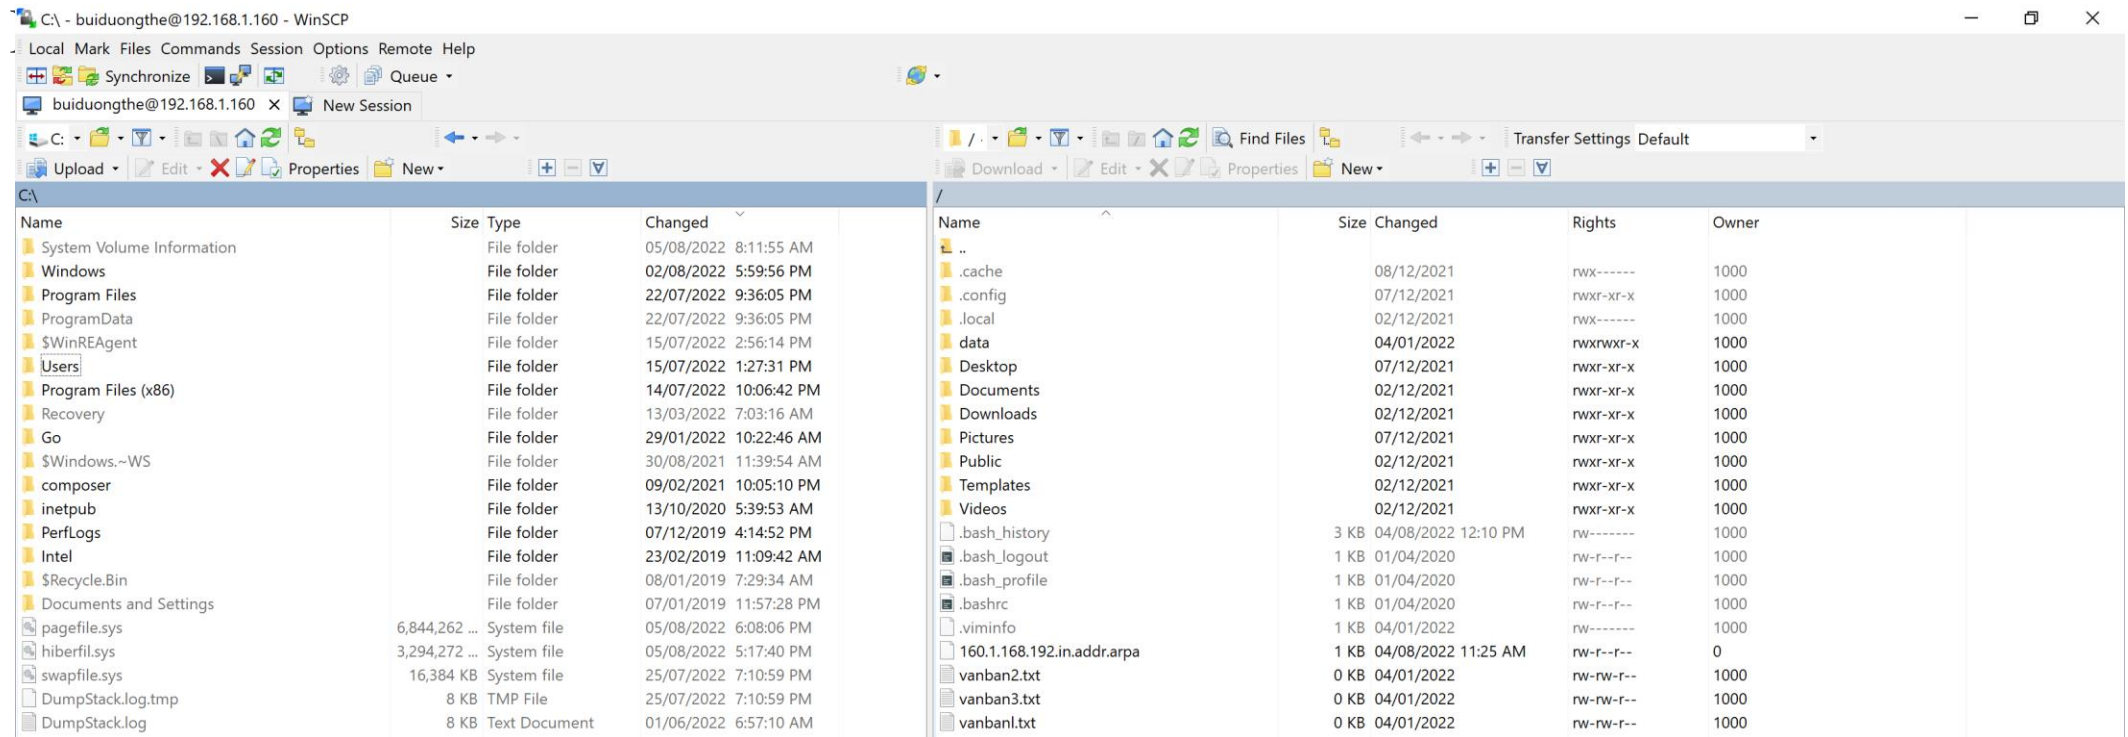 C:\ - buiduongthe@192.168.1.160 - WinSCP
Local Mark Files Commands Session Options Remote Help
Synchronize Queue
buiduongthe@192.168.1.160 New Session
C: / Find Files Transfer Settings Default
Upload Edit Properties New Download Edit Properties New
C:\ /
Name Size Type Changed Name Size Changed Rights Owner
System Volume Information File folder 05/08/2022 8:11:55 AM ..
Windows File folder 02/08/2022 5:59:56 PM .cache 08/12/2021 rwx------ 1000
Program Files File folder 22/07/2022 9:36:05 PM .config 07/12/2021 rwxr-xr-x 1000
ProgramData File folder 22/07/2022 9:36:05 PM .local 02/12/2021 rwx------ 1000
$WinREAgent File folder 15/07/2022 2:56:14 PM data 04/01/2022 rwxrwxr-x 1000
Users File folder 15/07/2022 1:27:31 PM Desktop 07/12/2021 rwxr-xr-x 1000
Program Files (x86) File folder 14/07/2022 10:06:42 PM Documents 02/12/2021 rwxr-xr-x 1000
Recovery File folder 13/03/2022 7:03:16 AM Downloads 02/12/2021 rwxr-xr-x 1000
Go File folder 29/01/2022 10:22:46 AM Pictures 07/12/2021 rwxr-xr-x 1000
$Windows.~WS File folder 30/08/2021 11:39:54 AM Public 02/12/2021 rwxr-xr-x 1000
composer File folder 09/02/2021 10:05:10 PM Templates 02/12/2021 rwxr-xr-x 1000
inetpub File folder 13/10/2020 5:39:53 AM Videos 02/12/2021 rwxr-xr-x 1000
PerfLogs File folder 07/12/2019 4:14:52 PM .bash_history 3 KB 04/08/2022 12:10 PM rw------- 1000
Intel File folder 23/02/2019 11:09:42 AM .bash_logout 1 KB 01/04/2020 rw-r--r-- 1000
$Recycle.Bin File folder 08/01/2019 7:29:34 AM .bash_profile 1 KB 01/04/2020 rw-r--r-- 1000
Documents and Settings File folder 07/01/2019 11:57:28 PM .bashrc 1 KB 01/04/2020 rw-r--r-- 1000
pagefile.sys 6,844,262 ... System file 05/08/2022 6:08:06 PM .viminfo 1 KB 04/01/2022 rw------- 1000
hiberfil.sys 3,294,272 ... System file 05/08/2022 5:17:40 PM 160.1.168.192.in.addr.arpa 1 KB 04/08/2022 11:25 AM rw-r--r-- 0
swapfile.sys 16,384 KB System file 25/07/2022 7:10:59 PM vanban2.txt 0 KB 04/01/2022 rw-rw-r-- 1000
DumpStack.log.tmp 8 KB TMP File 25/07/2022 7:10:59 PM vanban3.txt 0 KB 04/01/2022 rw-rw-r-- 1000
DumpStack.log 8 KB Text Document 01/06/2022 6:57:10 AM vanbanl.txt 0 KB 04/01/2022 rw-rw-r-- 1000